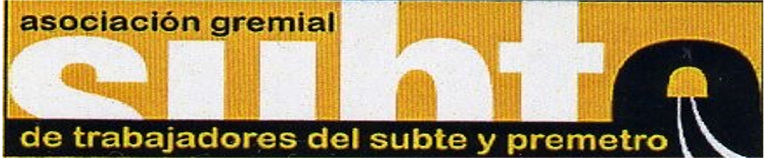 asociación gremial
subte
de trabajadores del subte y premetro